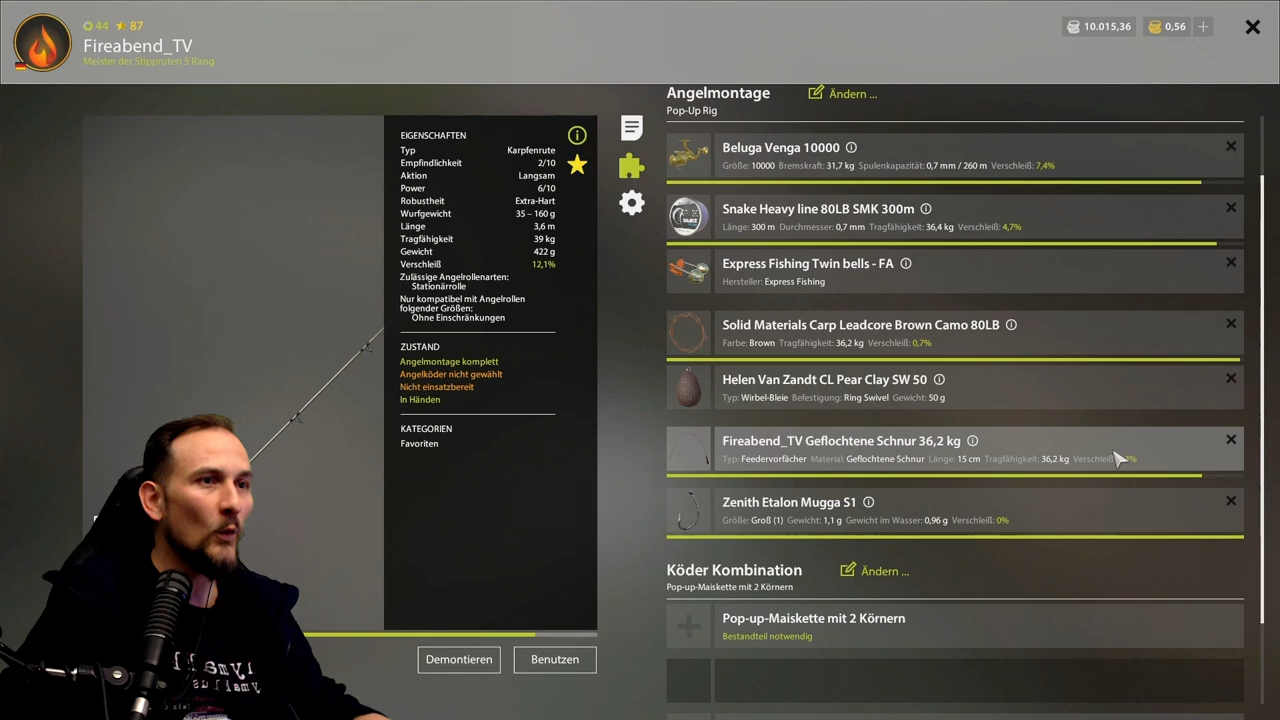 44 87
Fireabend_TV
Meister der Stippruten 5 Rang
10.015,36 0,56
EIGENSCHAFTEN
Typ Karpfenrute
Empfindlichkeit 2/10
Aktion Langsam
Power 6/10
Robustheit Extra-Hart
Wurfgewicht 35 – 160 g
Länge 3,6 m
Tragfähigkeit 39 kg
Gewicht 422 g
Verschleiß 12,1%
Zulässige Angelrollenarten:
Stationärrolle
Nur kompatibel mit Angelrollen
folgender Größen:
Ohne Einschränkungen
ZUSTAND
Angelmontage komplett
Angelköder nicht gewählt
Nicht einsatzbereit
In Händen
KATEGORIEN
Favoriten
Demontieren Benutzen
Angelmontage Ändern ...
Pop-Up Rig
Beluga Venga 10000
Größe: 10000 Bremskraft: 31,7 kg Spulenkapazität: 0,7 mm / 260 m Verschleiß: 7,4%
Snake Heavy line 80LB SMK 300m
Länge: 300 m Durchmesser: 0,7 mm Tragfähigkeit: 36,4 kg Verschleiß: 4,7%
Express Fishing Twin bells - FA
Hersteller: Express Fishing
Solid Materials Carp Leadcore Brown Camo 80LB
Farbe: Brown Tragfähigkeit: 36,2 kg Verschleiß: 0,7%
Helen Van Zandt CL Pear Clay SW 50
Typ: Wirbel-Bleie Befestigung: Ring Swivel Gewicht: 50 g
Fireabend_TV Geflochtene Schnur 36,2 kg
Typ: Feedervorfächer Material: Geflochtene Schnur Länge: 15 cm Tragfähigkeit: 36,2 kg
Zenith Etalon Mugga S1
Größe: Groß (1) Gewicht: 1,1 g Gewicht im Wasser: 0,96 g Verschleiß: 0%
Köder Kombination Ändern ...
Pop-up-Maiskette mit 2 Körnern
Pop-up-Maiskette mit 2 Körnern
Bestandteil notwendig